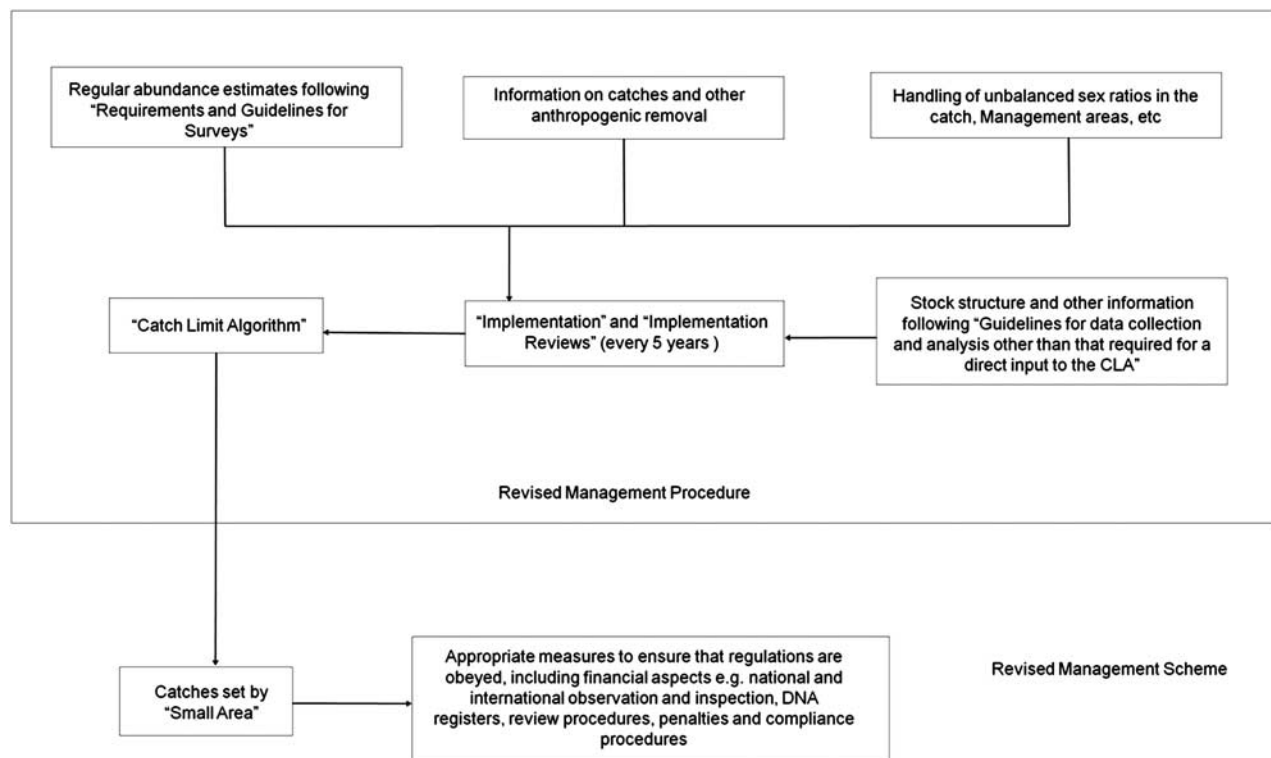 Regular abundance estimates following
“Requirements and Guidelines for
Surveys”
Information on catches and other
anthropogenic removal
Handling of unbalanced sex ratios in the
catch, Management areas, etc
“Catch Limit Algorithm”
“Implementation” and “Implementation
Reviews” (every 5 years )
Stock structure and other information
following “Guidelines for data collection
and analysis other than that required for a
direct input to the CLA”
Revised Management Procedure
Catches set by
“Small Area”
Appropriate measures to ensure that regulations are
obeyed, including financial aspects e.g. national and
international observation and inspection, DNA
registers, review procedures, penalties and compliance
procedures
Revised Management Scheme